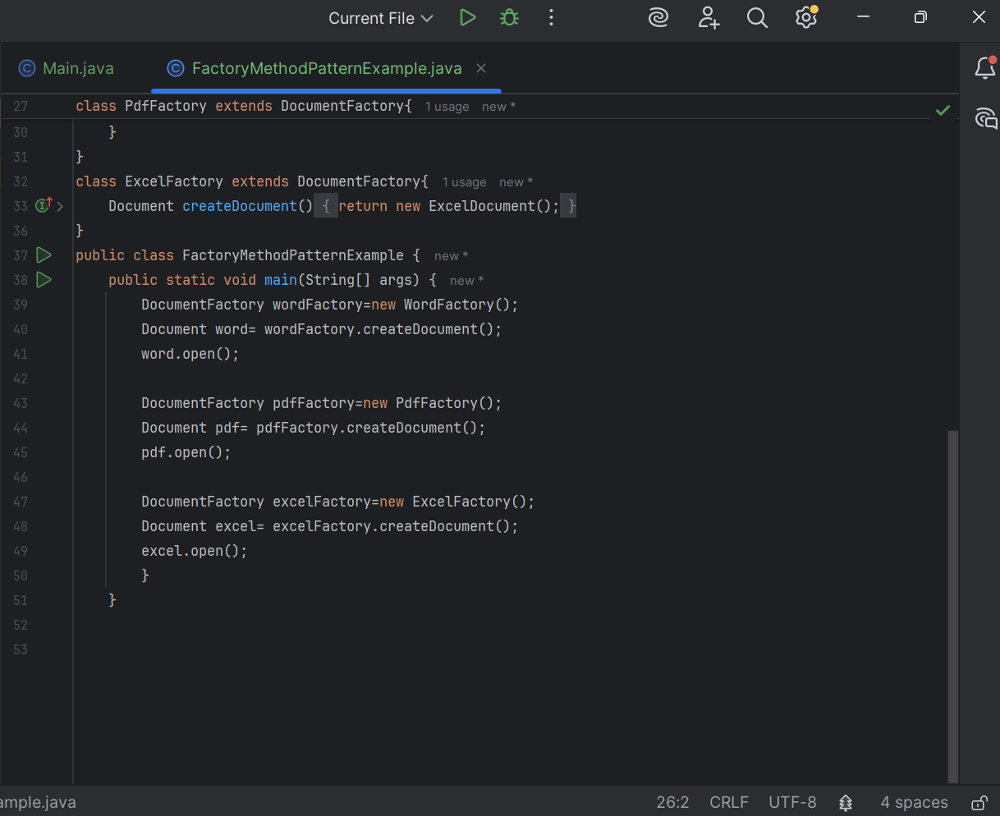 Current File
Main.java
FactoryMethodPatternExample.java
27 class PdfFactory extends DocumentFactory{ 1 usage new *
30 }
31 }
32 class ExcelFactory extends DocumentFactory{ 1 usage new *
33 Document createDocument() { return new ExcelDocument(); }
36 }
37 public class FactoryMethodPatternExample { new *
38 public static void main(String[] args) { new *
39 DocumentFactory wordFactory=new WordFactory();
40 Document word= wordFactory.createDocument();
41 word.open();
42
43 DocumentFactory pdfFactory=new PdfFactory();
44 Document pdf= pdfFactory.createDocument();
45 pdf.open();
46
47 DocumentFactory excelFactory=new ExcelFactory();
48 Document excel= excelFactory.createDocument();
49 excel.open();
50 }
51 }
52
53
ample.java 26:2 CRLF UTF-8 4 spaces